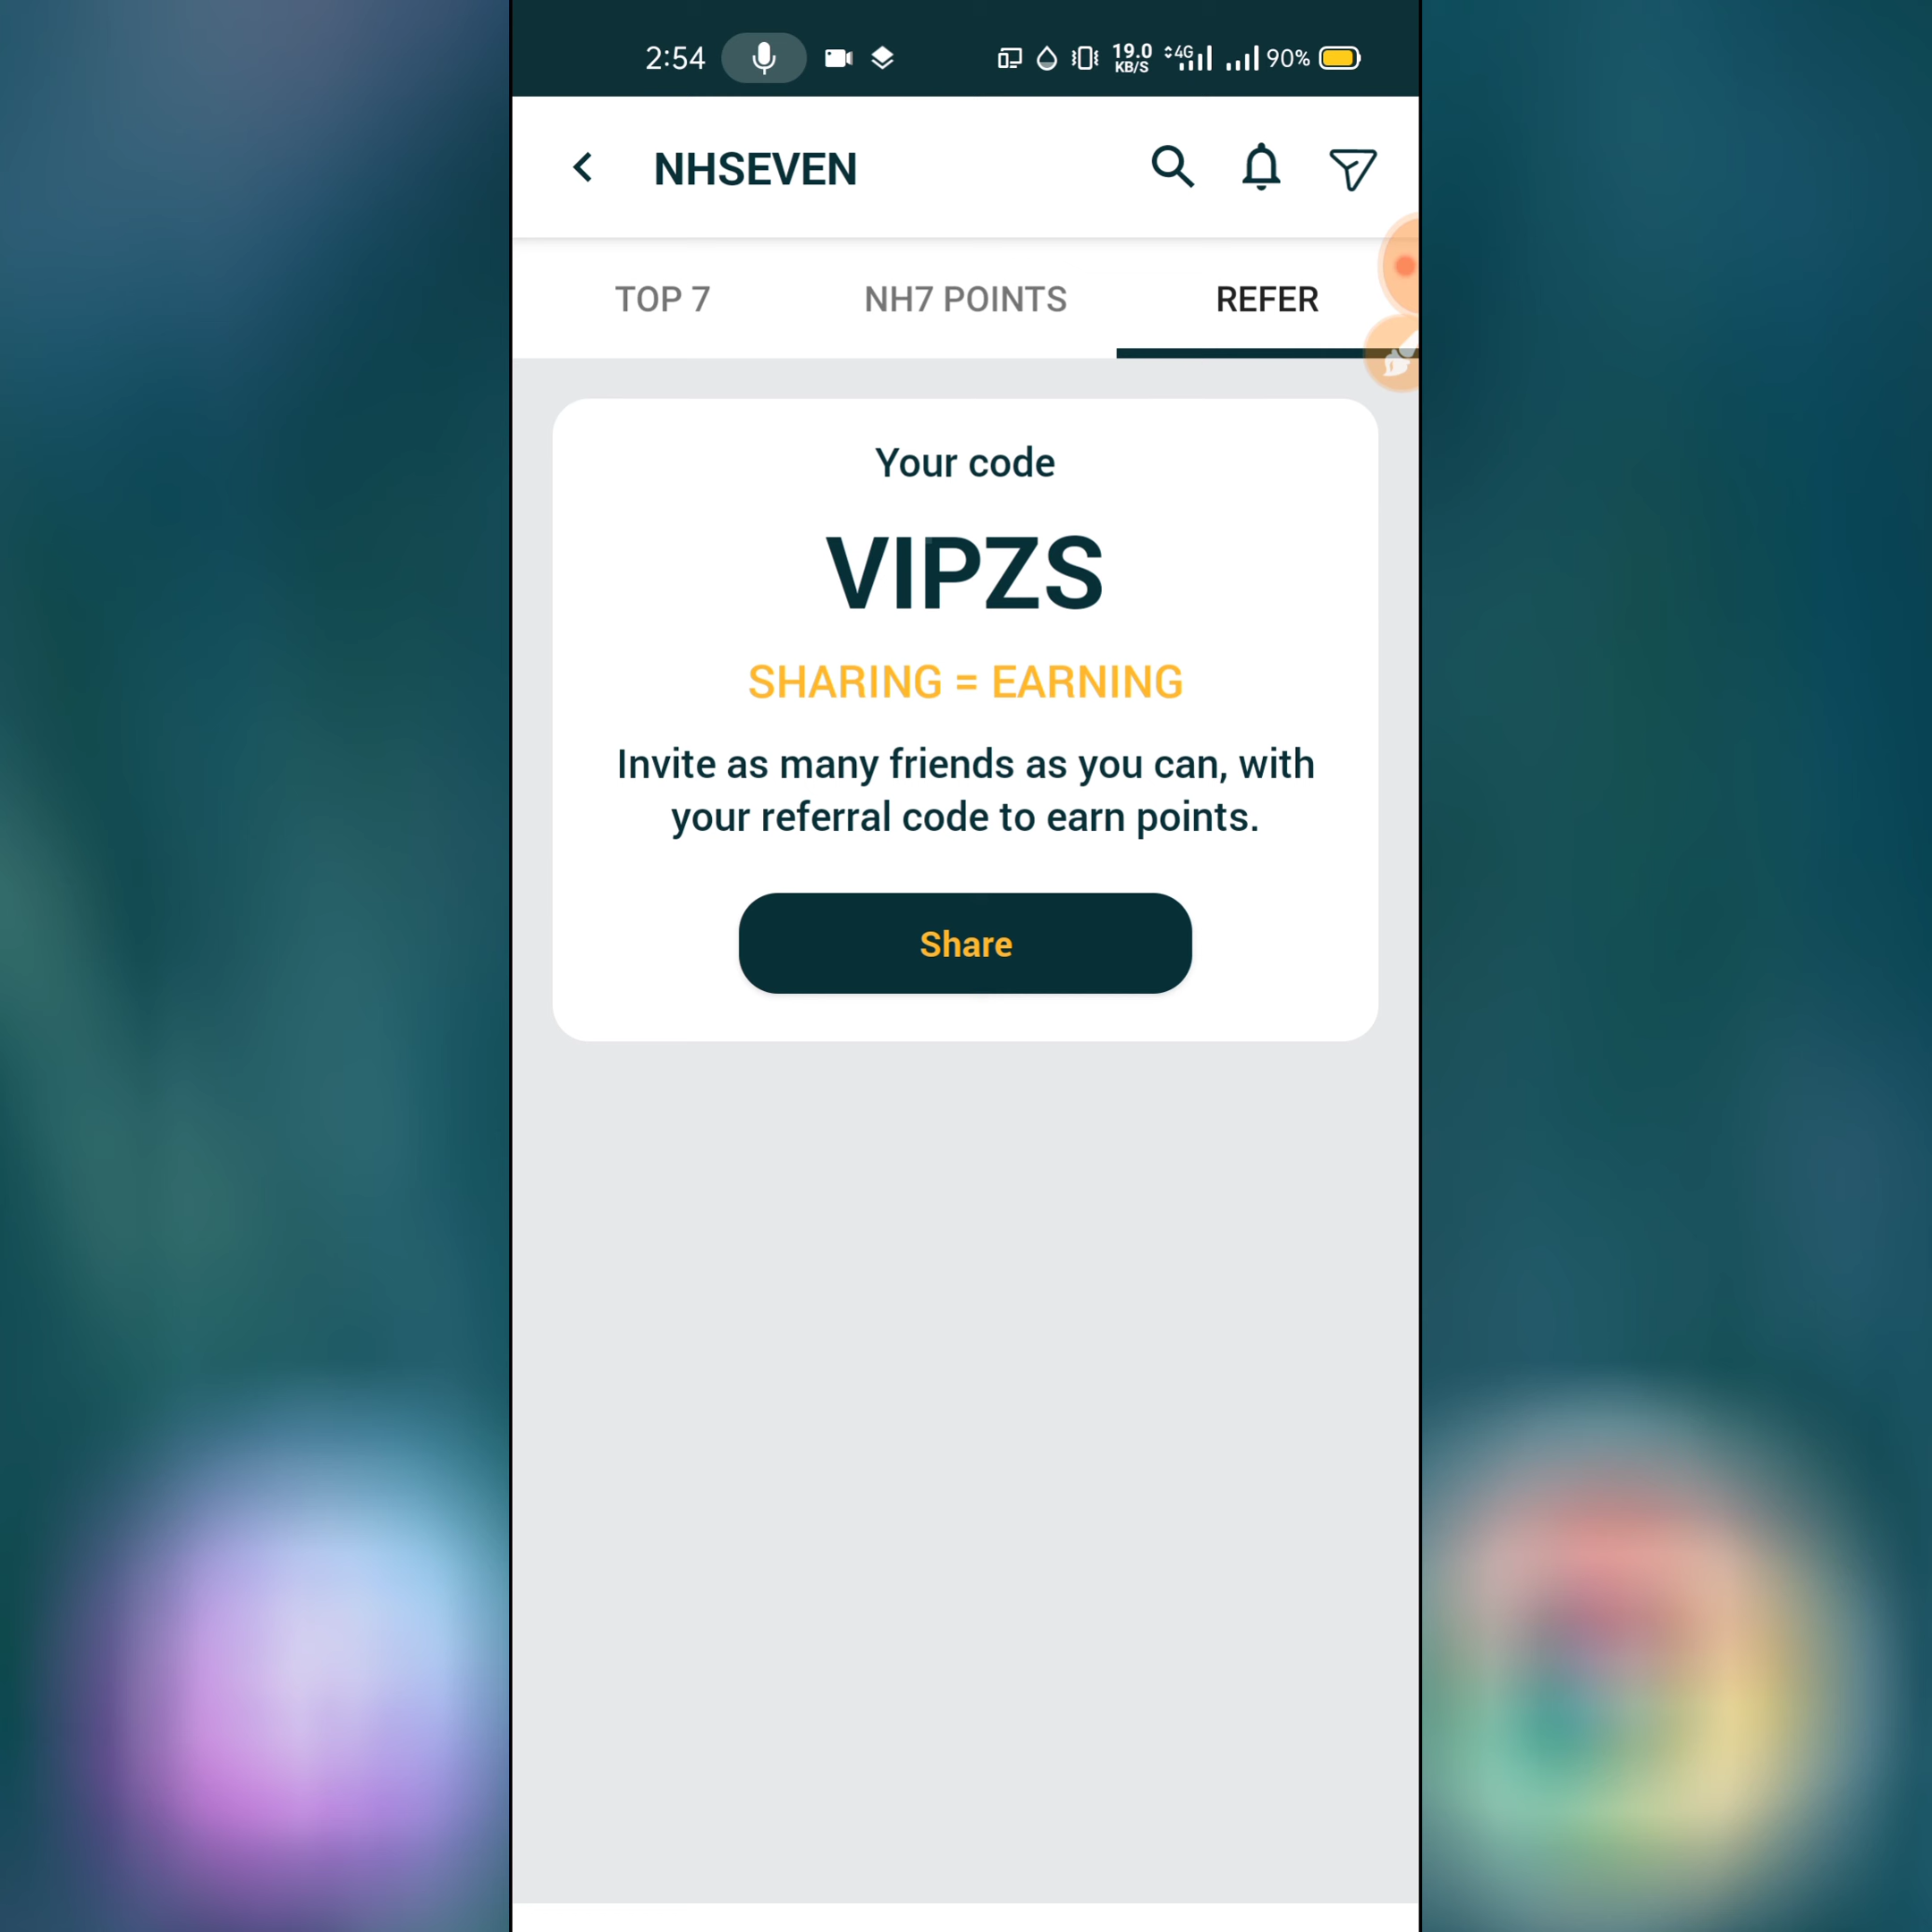 2:54 19.0 KB/S 4G 90%
NHSEVEN
TOP 7 NH7 POINTS REFER
Your code
VIPZS
SHARING = EARNING
Invite as many friends as you can, with
your referral code to earn points.
Share